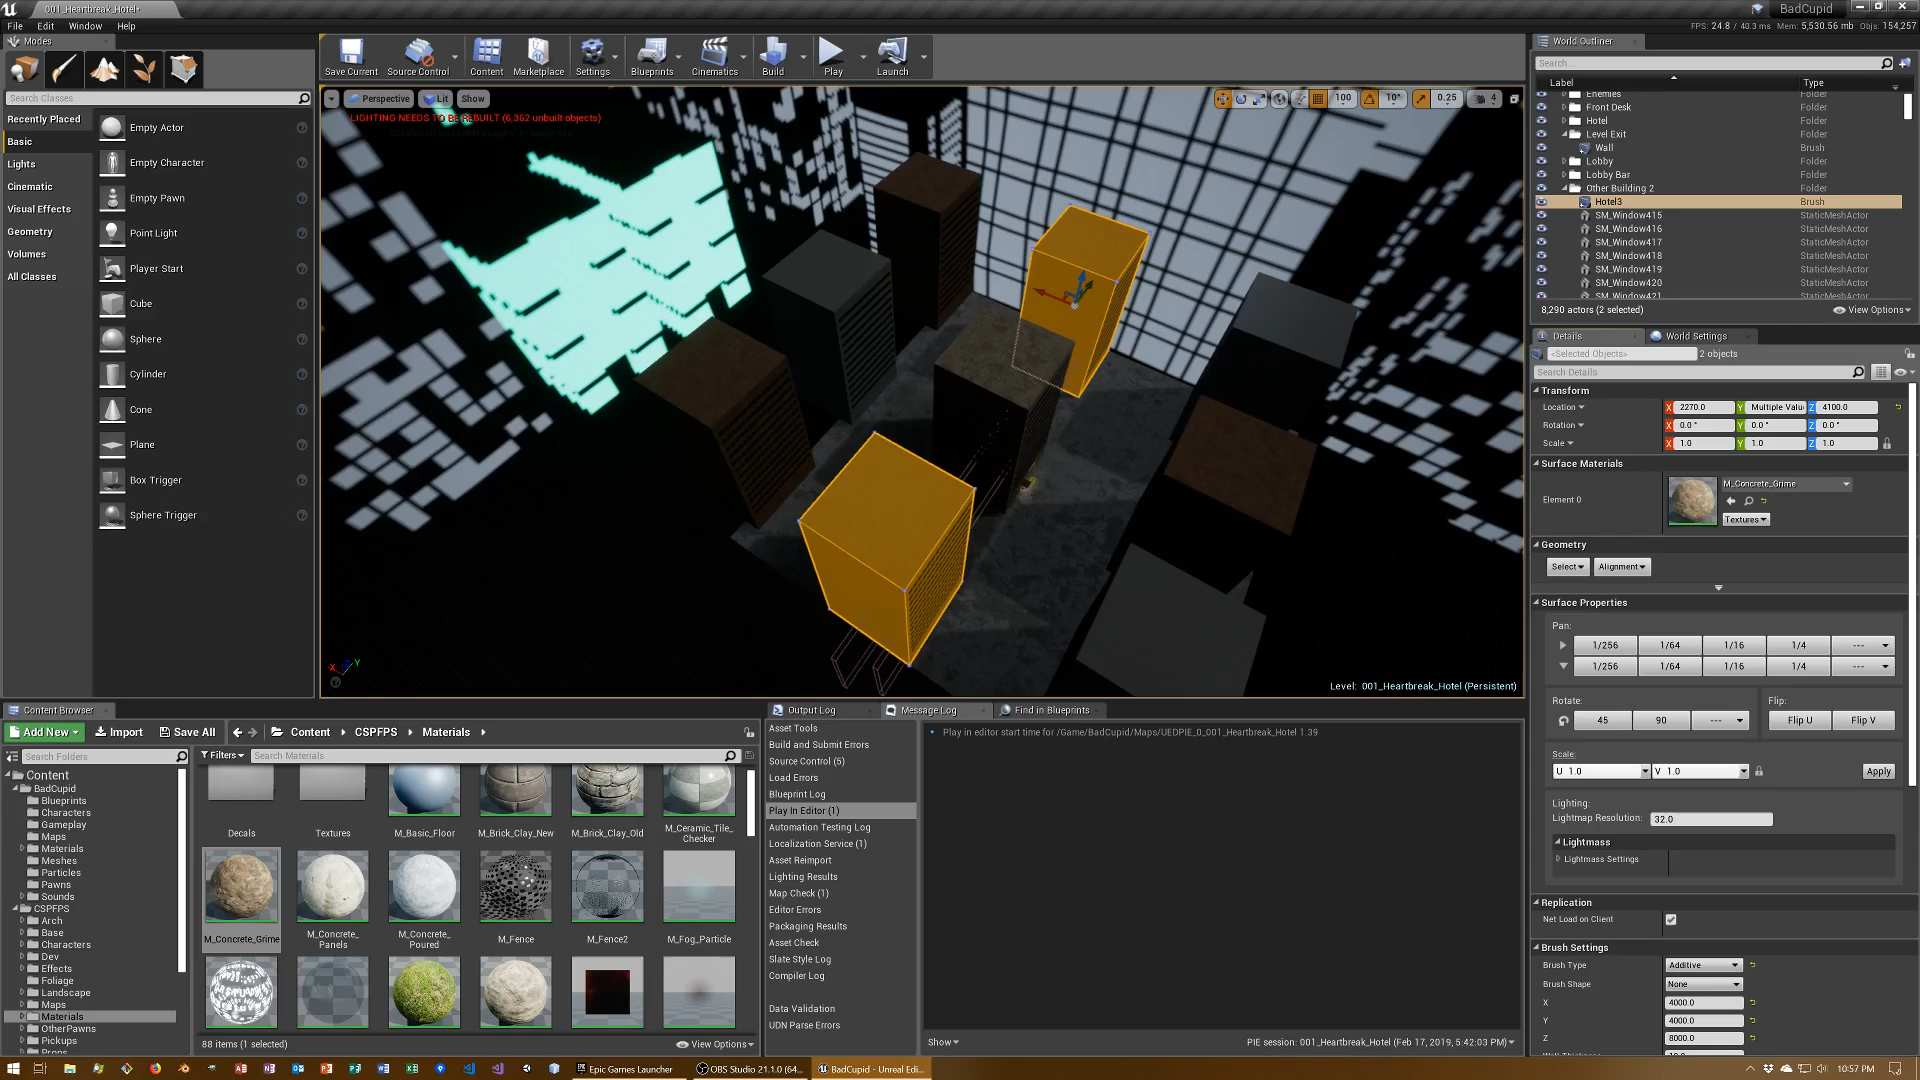 001_Heartbreak_Hotel*
BadCupid
File Edit Window Help
FPS: 24.8 / 40.3 ms Mem: 5,530.56 mb Objs: 154,257
Modes
Search Classes
Recently Placed
Basic
Lights
Cinematic
Visual Effects
Geometry
Volumes
All Classes
Empty Actor
Empty Character
Empty Pawn
Point Light
Player Start
Cube
Sphere
Cylinder
Cone
Plane
Box Trigger
Sphere Trigger
Save Current
Source Control
Content
Marketplace
Settings
Blueprints
Cinematics
Build
Play
Launch
Perspective
Lit
Show
100
10°
0.25
4
LIGHTING NEEDS TO BE REBUILT (6,362 unbuilt objects)
X Z Y
Level: 001_Heartbreak_Hotel (Persistent)
World Outliner
Search...
Label Type
Enemies Folder
Front Desk Folder
Hotel Folder
Level Exit Folder
Wall Brush
Lobby Folder
Lobby Bar Folder
Other Building 2 Folder
Hotel3 Brush
SM_Window415 StaticMeshActor
SM_Window416 StaticMeshActor
SM_Window417 StaticMeshActor
SM_Window418 StaticMeshActor
SM_Window419 StaticMeshActor
SM_Window420 StaticMeshActor
SM_Window421 StaticMeshActor
8,290 actors (2 selected)
View Options
Details
World Settings
<Selected Objects>
2 objects
Search Details
Transform
Location X 2270.0 Y Multiple Valu Z 4100.0
Rotation X 0.0 ° Y 0.0 ° Z 0.0 °
Scale X 1.0 Y 1.0 Z 1.0
Surface Materials
Element 0
M_Concrete_Grime
Textures
Geometry
Select
Alignment
Surface Properties
Pan:
1/256 1/64 1/16 1/4 ---
1/256 1/64 1/16 1/4 ---
Rotate: Flip:
45 90 --- Flip U Flip V
Scale:
U 1.0 V 1.0 Apply
Lighting:
Lightmap Resolution: 32.0
Lightmass
Lightmass Settings
Replication
Net Load on Client
Brush Settings
Brush Type Additive
Brush Shape None
X 4000.0
Y 4000.0
Z 8000.0
Content Browser
Add New
Import
Save All
Content
CSPFPS
Materials
Search Folders
Filters
Search Materials
Content
BadCupid
Blueprints
Characters
Gameplay
Maps
Materials
Meshes
Particles
Pawns
Sounds
CSPFPS
Arch
Base
Characters
Dev
Effects
Foliage
Landscape
Maps
Materials
OtherPawns
Pickups
Props
Decals
Textures
M_Basic_Floor
M_Brick_Clay_New
M_Brick_Clay_Old
M_Ceramic_Tile_
Checker
M_Concrete_Grime
M_Concrete_
Panels
M_Concrete_
Poured
M_Fence
M_Fence2
M_Fog_Particle
88 items (1 selected)
View Options
Output Log
Message Log
Find in Blueprints
Asset Tools
Build and Submit Errors
Source Control (5)
Load Errors
Blueprint Log
Play In Editor (1)
Automation Testing Log
Localization Service (1)
Asset Reimport
Lighting Results
Map Check (1)
Editor Errors
Packaging Results
Asset Check
Slate Style Log
Compiler Log
Data Validation
UDN Parse Errors
Play in editor start time for /Game/BadCupid/Maps/UEDPIE_0_001_Heartbreak_Hotel 1.39
Show
PIE session: 001_Heartbreak_Hotel (Feb 17, 2019, 5:42:03 PM)
Epic Games Launcher
OBS Studio 21.1.0 (64...
BadCupid - Unreal Edi...
10:57 PM